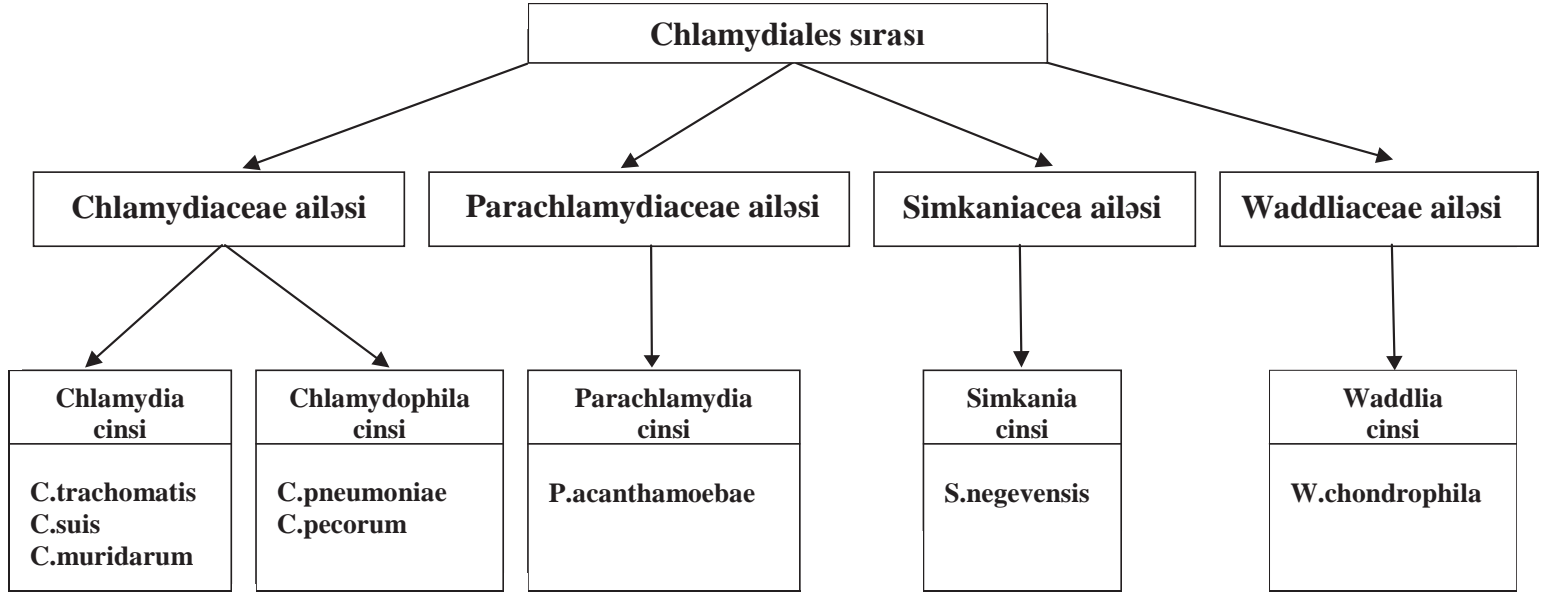 Chlamydiales sırası
Chlamydiaceae ailəsi
Parachlamydiaceae ailəsi
Simkaniacea ailəsi
Waddliaceae ailəsi
Chlamydia
cinsi
C.trachomatis
C.suis
C.muridarum
Chlamydophila
cinsi
C.pneumoniae
C.pecorum
Parachlamydia
cinsi
P.acanthamoebae
Simkania
cinsi
S.negevensis
Waddlia
cinsi
W.chondrophila